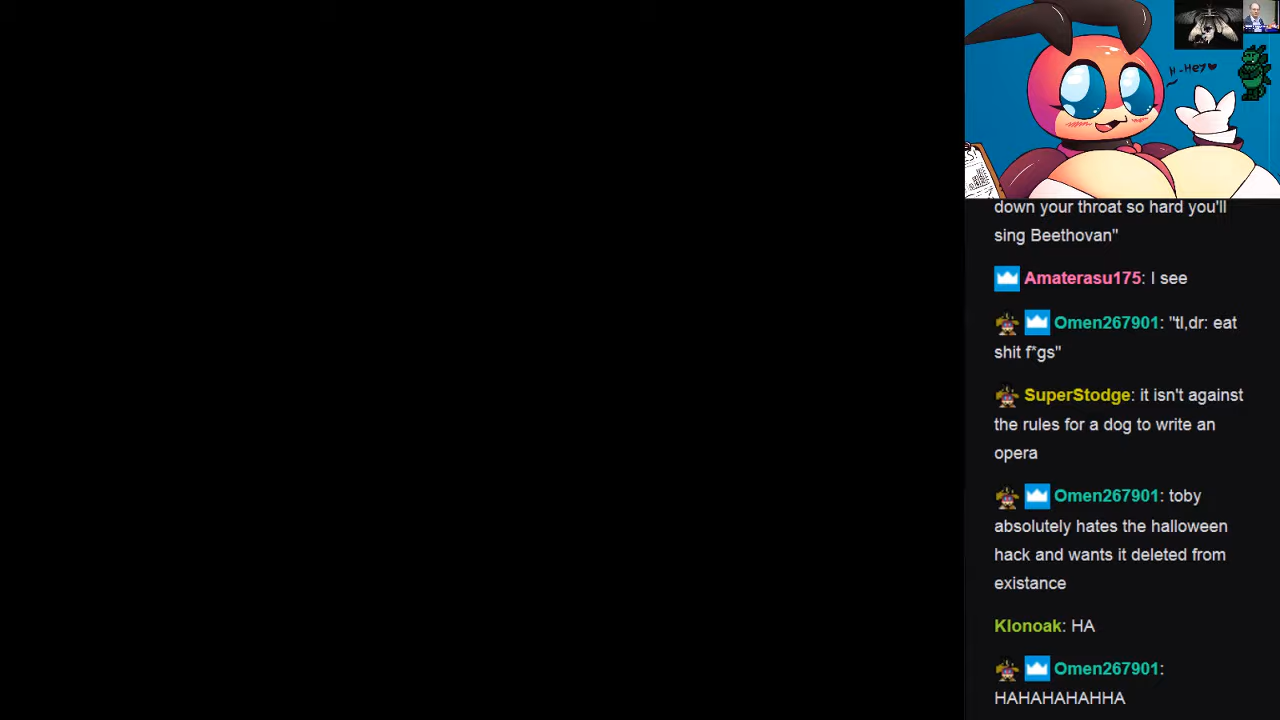 H-Hey♥
down your throat so hard you'll
sing Beethovan"
Amaterasu175: I see
Omen267901: "tl,dr: eat
shit f*gs"
SuperStodge: it isn't against
the rules for a dog to write an
opera
Omen267901: toby
absolutely hates the halloween
hack and wants it deleted from
existance
Klonoak: HA
Omen267901:
HAHAHAHAHHA